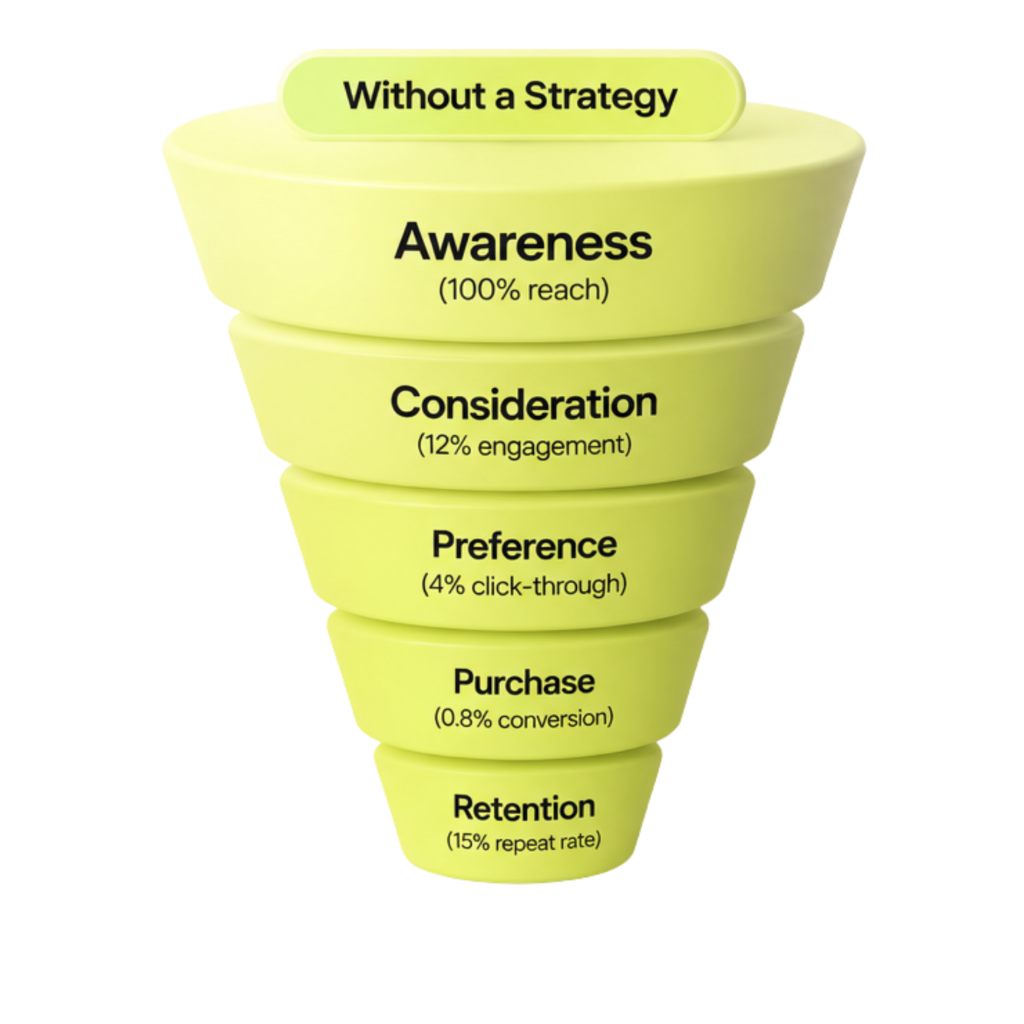 Without a Strategy
Awareness
(100% reach)
Consideration
(12% engagement)
Preference
(4% click-through)
Purchase
(0.8% conversion)
Retention
(15% repeat rate)